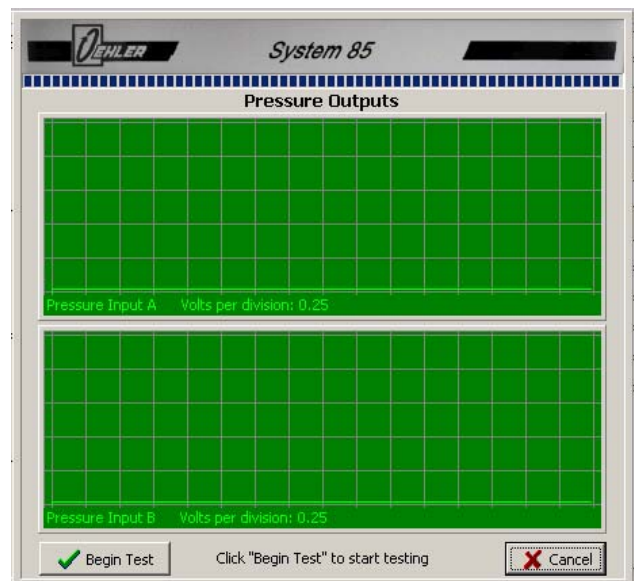 OEHLER System 85
Pressure Outputs
Pressure Input A Volts per division: 0.25
Pressure Input B Volts per division: 0.25
Begin Test Click "Begin Test" to start testing Cancel